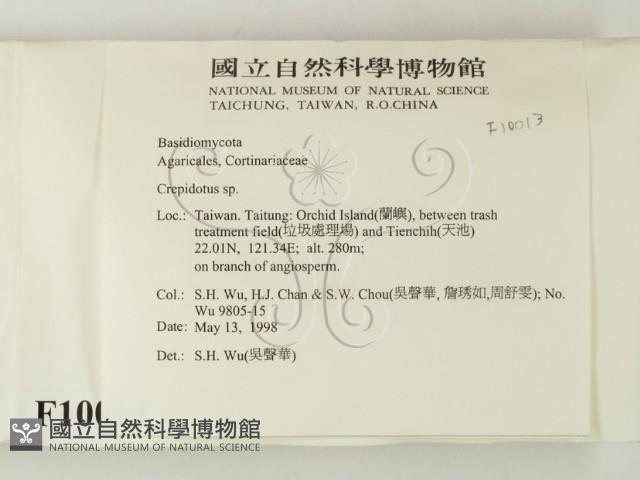 國立自然科學博物館
NATIONAL MUSEUM OF NATURAL SCIENCE
TAICHUNG, TAIWAN, R.O.CHINA
F10013
Basidiomycota
Agaricales, Cortinariaceae
Crepidotus sp.
Loc.: Taiwan. Taitung: Orchid Island(蘭嶼), between trash
treatment field(垃圾處理場) and Tienchih(天池)
22.01N, 121.34E; alt. 280m;
on branch of angiosperm.
Col.: S.H. Wu, H.J. Chan & S.W. Chou(吳聲華, 詹琇如,周舒雯); No.
Wu 9805-15
Date: May 13, 1998
Det.: S.H. Wu(吳聲華)
F100
國立自然科學博物館
NATIONAL MUSEUM OF NATURAL SCIENCE